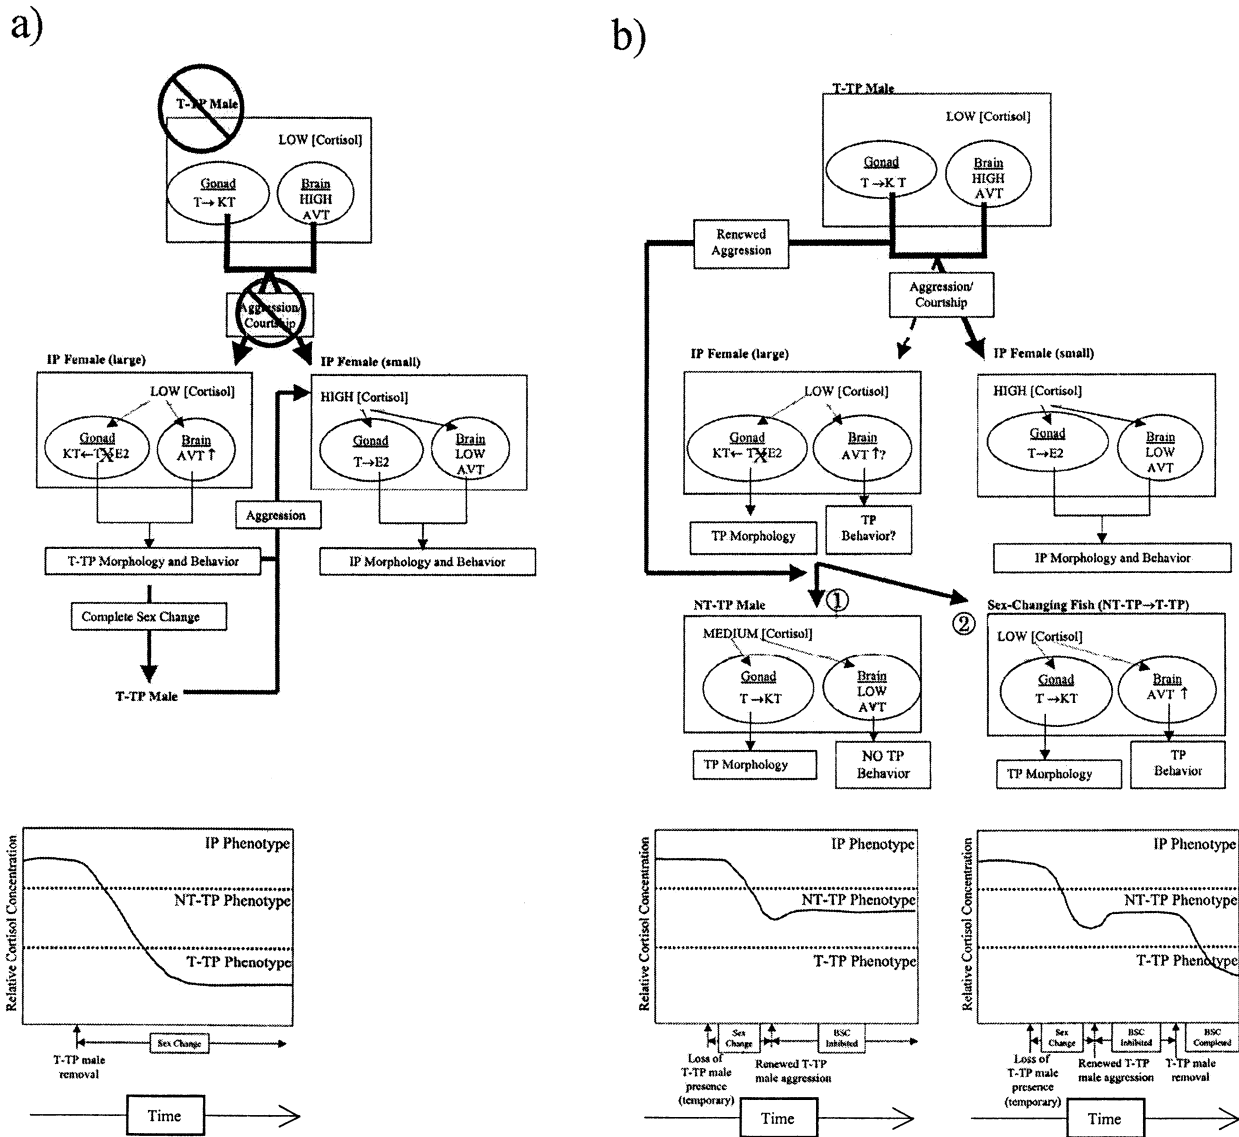 a)
T-TP Male
LOW [Cortisol]
Gonad
T→ KT
Brain
HIGH
AVT
Aggression/
Courtship
IP Female (large)
LOW [Cortisol]
Gonad
KT← T E2
Brain
AVT ↑
IP Female (small)
HIGH [Cortisol]
Gonad
T→E2
Brain
LOW
AVT
Aggression
T-TP Morphology and Behavior
IP Morphology and Behavior
Complete Sex Change
T-TP Male
Relative Cortisol Concentration
IP Phenotype
NT-TP Phenotype
T-TP Phenotype
Sex Change
T-TP male
removal
Time
b)
T-TP Male
LOW [Cortisol]
Gonad
T →K T
Brain
HIGH
AVT
Renewed
Aggression
Aggression/
Courtship
IP Female (large)
LOW [Cortisol]
Gonad
KT← T E2
Brain
AVT ↑?
TP Morphology
TP
Behavior?
IP Female (small)
HIGH [Cortisol]
Gonad
T→E2
Brain
LOW
AVT
IP Morphology and Behavior
①
②
NT-TP Male
MEDIUM [Cortisol]
Gonad
T →KT
Brain
LOW
AVT
TP Morphology
NO TP
Behavior
Sex-Changing Fish (NT-TP→T-TP)
LOW [Cortisol]
Gonad
T →KT
Brain
AVT ↑
TP Morphology
TP
Behavior
Relative Cortisol Concentration
IP Phenotype
NT-TP Phenotype
T-TP Phenotype
Sex
Change
BSC
Inhibited
Loss of
T-TP male
presence
(temporary)
Renewed T-TP
male aggression
Time
Relative Cortisol Concentration
IP Phenotype
NT-TP Phenotype
T-TP Phenotype
Sex
Change
BSC
Inhibited
BSC
Completed
Loss of
T-TP male
presence
(temporary)
Renewed T-TP
male aggression
T-TP male
removal
Time